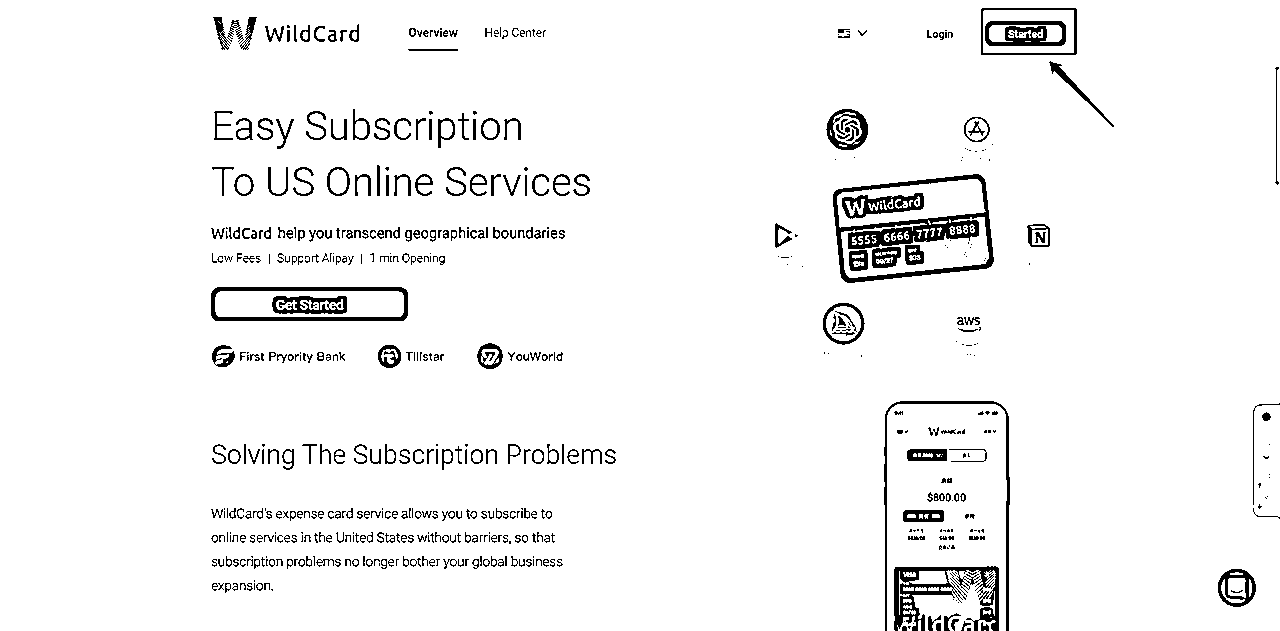 WildCard
Overview
Help Center
Login
Started
Easy Subscription
To US Online Services
WildCard help you transcend geographical boundaries
Low Fees | Support Alipay | 1 min Opening
Get Started
First Pryority Bank
Tillstar
YouWorld
WildCard
5555 6666 7777 8888
N
aws
Solving The Subscription Problems
WildCard's expense card service allows you to subscribe to
online services in the United States without barriers, so that
subscription problems no longer bother your global business
expansion.
9:41
WildCard
$800.00
WildCard